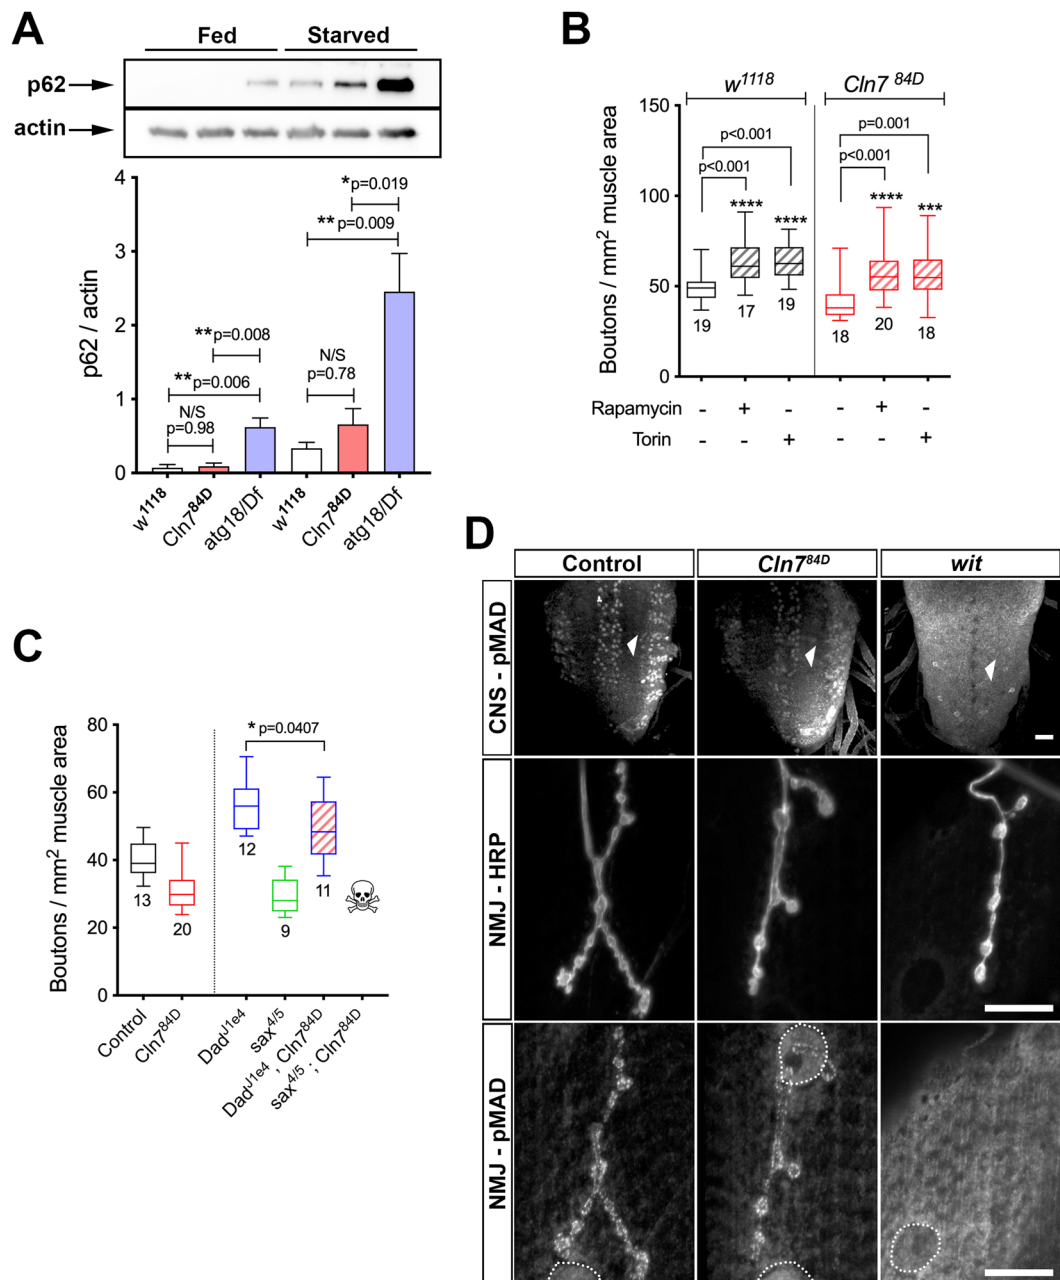 A
Fed Starved
p62
actin
4
3
2
1
0
p62 / actin
*p=0.019
**p=0.009
**p=0.008
**p=0.006
N/S
p=0.98
N/S
p=0.78
w1118
Cln784D
atg18/Df
w1118
Cln784D
atg18/Df
B
w1118 Cln7 84D
150
100
50
0
Boutons / mm2 muscle area
p<0.001
p<0.001
p=0.001
p<0.001
**** **** **** ***
19 17 19 18 20 18
Rapamycin - + - - + -
Torin - - + - - +
C
80
60
40
20
0
Boutons / mm2 muscle area
* p=0.0407
13 20 12 9 11
Control
Cln784D
DadJ1e4
sax4/5
DadJ1e4, Cln784D
sax4/5; Cln784D
D
Control Cln784D wit
CNS - pMAD
NMJ - HRP
NMJ - pMAD